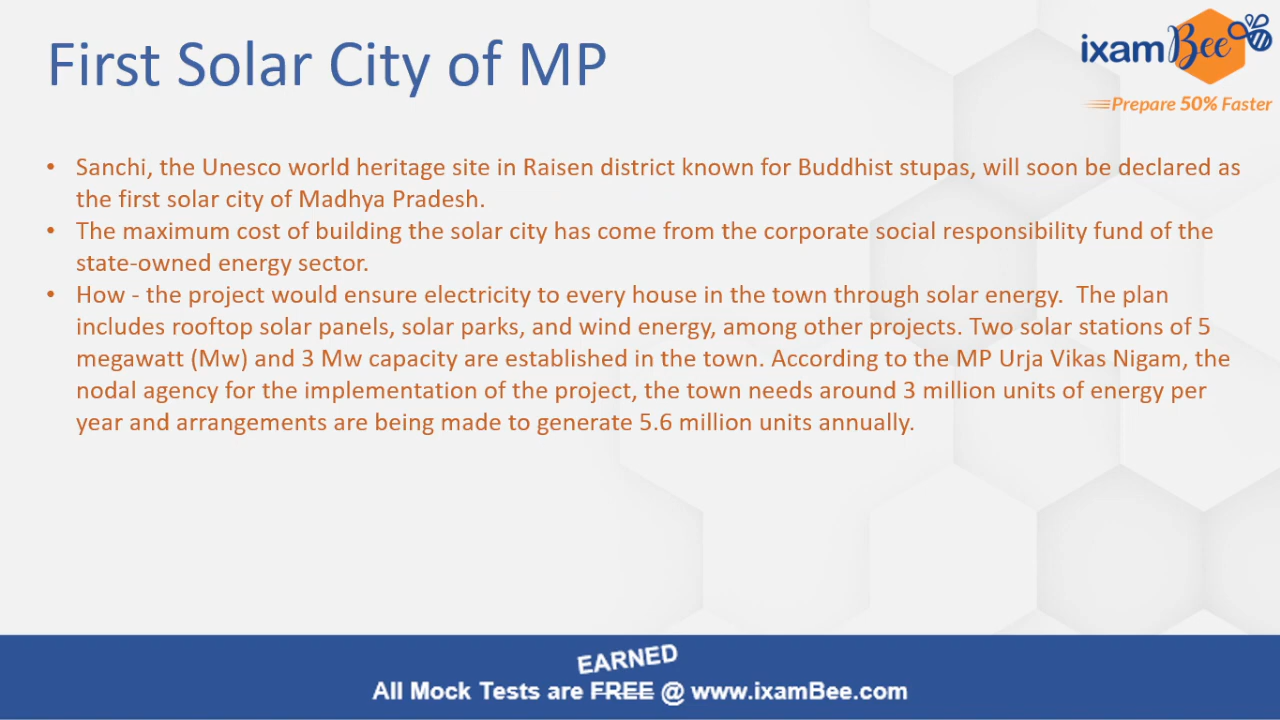 First Solar City of MP
ixamBee
Prepare 50% Faster
• Sanchi, the Unesco world heritage site in Raisen district known for Buddhist stupas, will soon be declared as
the first solar city of Madhya Pradesh.
• The maximum cost of building the solar city has come from the corporate social responsibility fund of the
state-owned energy sector.
• How - the project would ensure electricity to every house in the town through solar energy.  The plan
includes rooftop solar panels, solar parks, and wind energy, among other projects. Two solar stations of 5
megawatt (Mw) and 3 Mw capacity are established in the town. According to the MP Urja Vikas Nigam, the
nodal agency for the implementation of the project, the town needs around 3 million units of energy per
year and arrangements are being made to generate 5.6 million units annually.
EARNED
All Mock Tests are FREE @ www.ixamBee.com